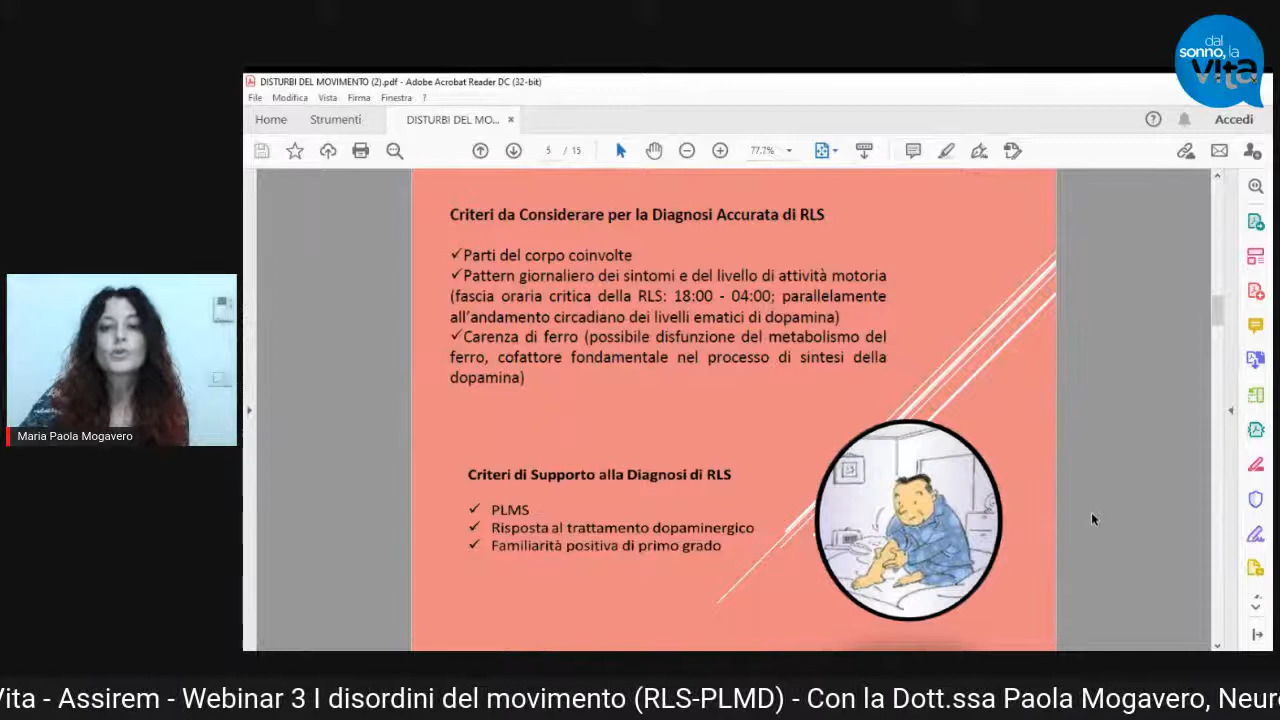 dal
sonno, la
vita
DISTURBI DEL MOVIMENTO (2).pdf - Adobe Acrobat Reader DC (32-bit)
File Modifica Vista Firma Finestra ?
Home Strumenti DISTURBI DEL MO... × Accedi
5 / 15 77.7%
Criteri da Considerare per la Diagnosi Accurata di RLS
✓Parti del corpo coinvolte
✓Pattern giornaliero dei sintomi e del livello di attività motoria
(fascia oraria critica della RLS: 18:00 - 04:00; parallelamente
all'andamento circadiano dei livelli ematici di dopamina)
✓Carenza di ferro (possibile disfunzione del metabolismo del
ferro, cofattore fondamentale nel processo di sintesi della
dopamina)
Criteri di Supporto alla Diagnosi di RLS
✓ PLMS
✓ Risposta al trattamento dopaminergico
✓ Familiarità positiva di primo grado
Maria Paola Mogavero
Vita - Assirem - Webinar 3 I disordini del movimento (RLS-PLMD) - Con la Dott.ssa Paola Mogavero, Neur